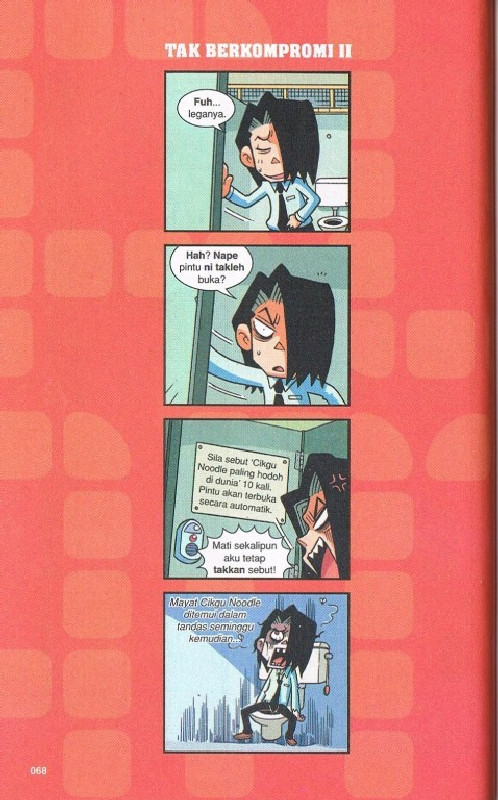 TAK BERKOMPROMI II
Fuh...
leganya.
Hah? Nape
pintu ni takleh
buka?
Sila sebut 'Cikgu
Noodle paling hodoh
di dunia' 10 kali.
Pintu akan terbuka
secara automatik.
Mati sekalipun
aku tetap
takkan sebut!!
Mayat Cikgu Noodle
ditemui dalam
tandas seminggu
kemudian...
068